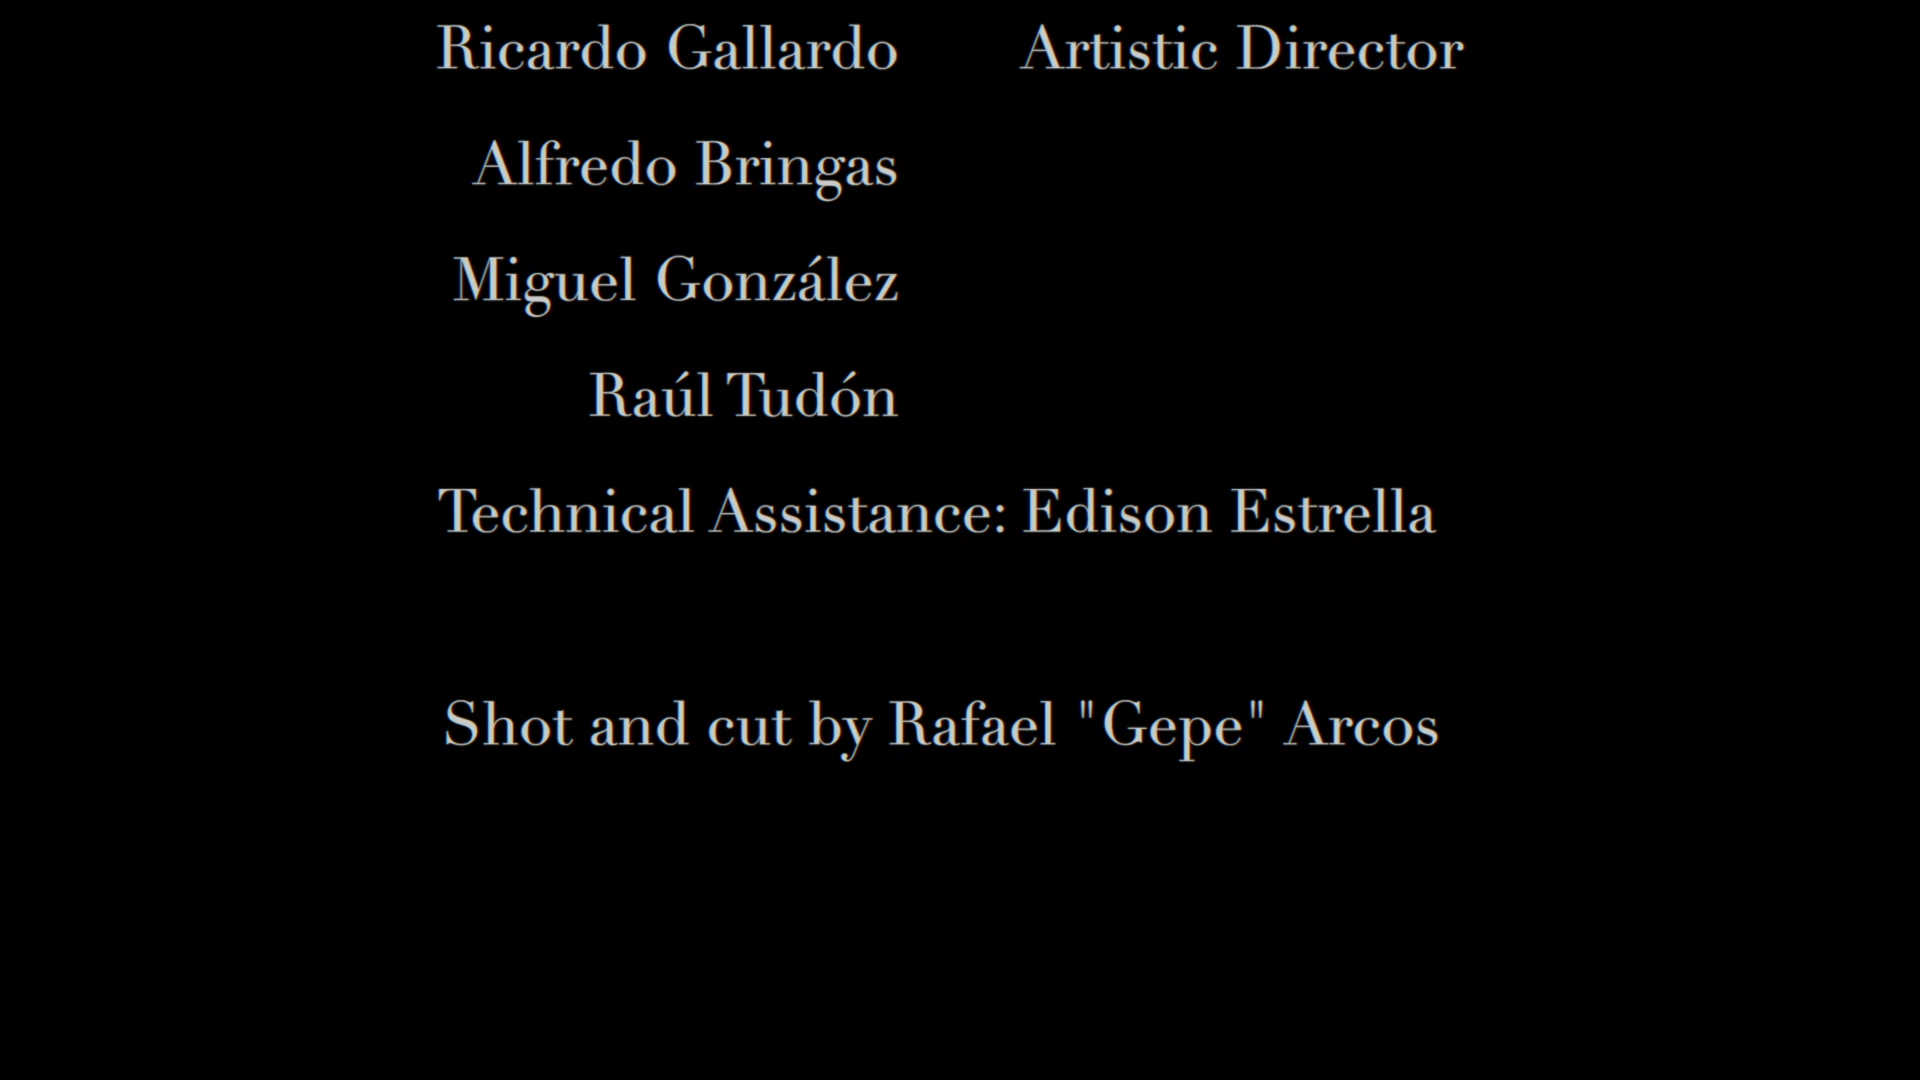 Ricardo Gallardo Artistic Director
Alfredo Bringas
Miguel González
Raúl Tudón
Technical Assistance: Edison Estrella
Shot and cut by Rafael "Gepe" Arcos